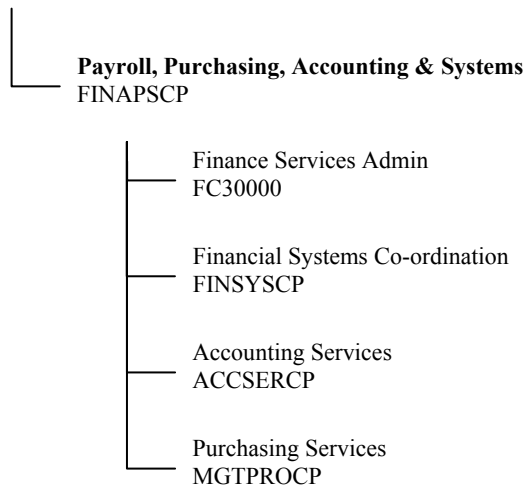 Payroll, Purchasing, Accounting & Systems
FINAPSCP
Finance Services Admin
FC30000
Financial Systems Co-ordination
FINSYSCP
Accounting Services
ACCSERCP
Purchasing Services
MGTPROCP